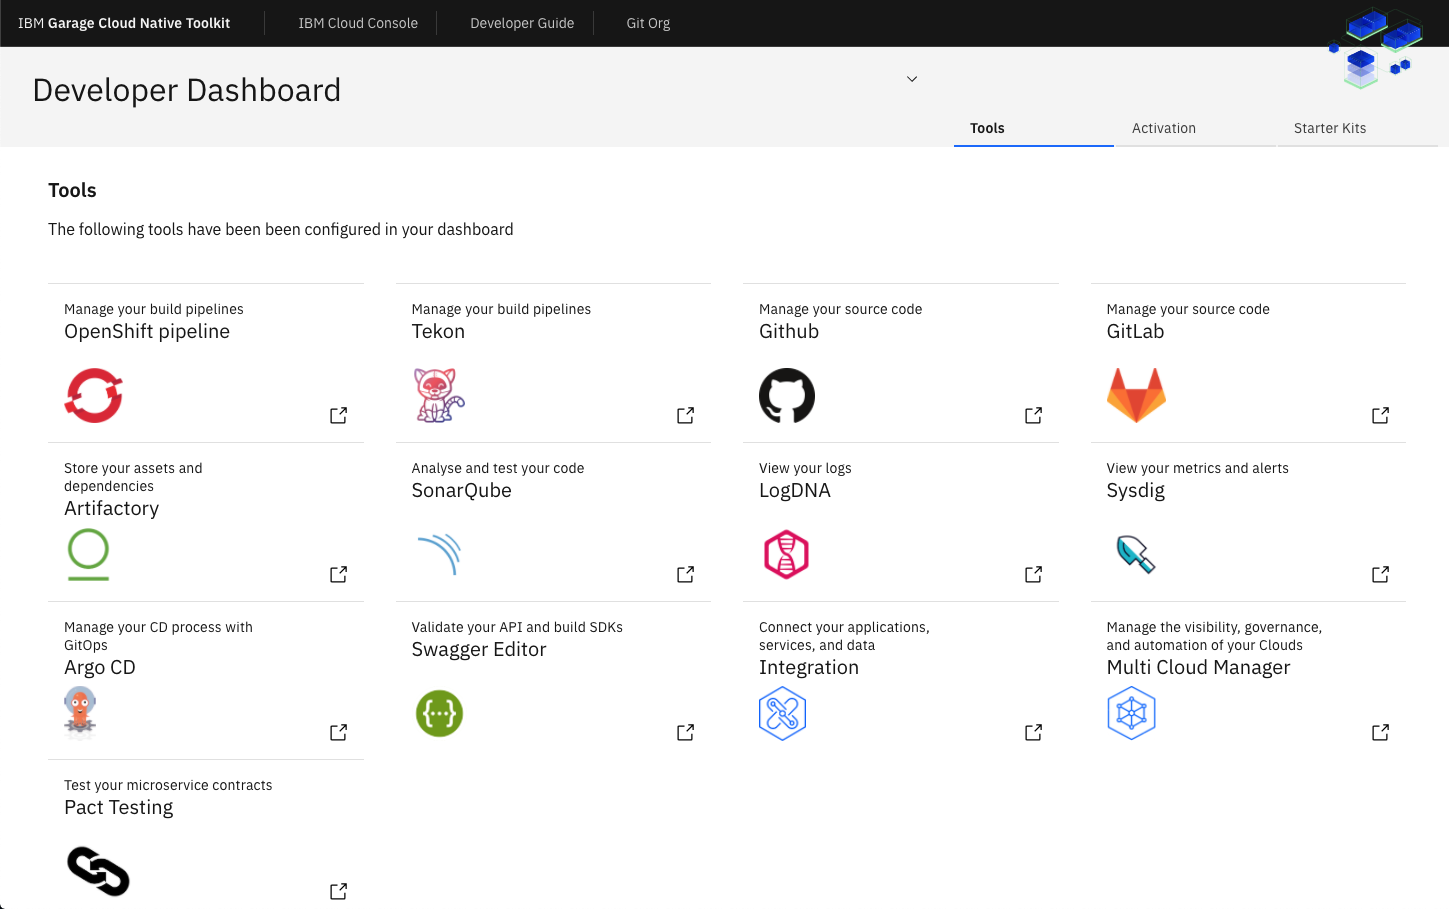 IBM Garage Cloud Native Toolkit
IBM Cloud Console
Developer Guide
Git Org
Developer Dashboard
Tools
Activation
Starter Kits
Tools
The following tools have been been configured in your dashboard
Manage your build pipelines
OpenShift pipeline
Manage your build pipelines
Tekon
Manage your source code
Github
Manage your source code
GitLab
Store your assets and
dependencies
Artifactory
Analyse and test your code
SonarQube
View your logs
LogDNA
View your metrics and alerts
Sysdig
Manage your CD process with
GitOps
Argo CD
Validate your API and build SDKs
Swagger Editor
Connect your applications,
services, and data
Integration
Manage the visibility, governance,
and automation of your Clouds
Multi Cloud Manager
Test your microservice contracts
Pact Testing